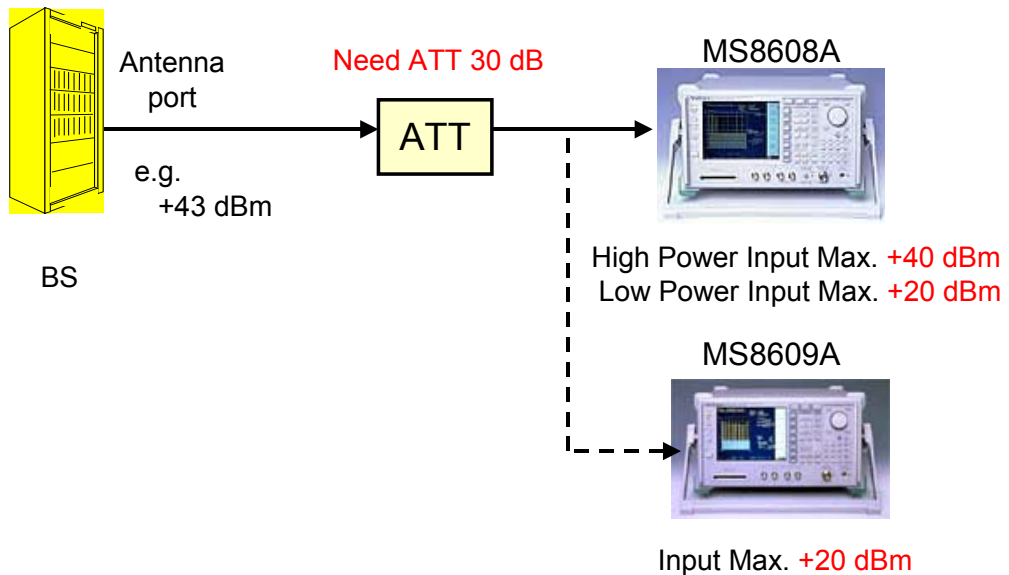 MS8608A
Antenna
port
Need ATT 30 dB
ATT
e.g.
+43 dBm
BS
High Power Input Max. +40 dBm
Low Power Input Max. +20 dBm
MS8609A
Input Max. +20 dBm